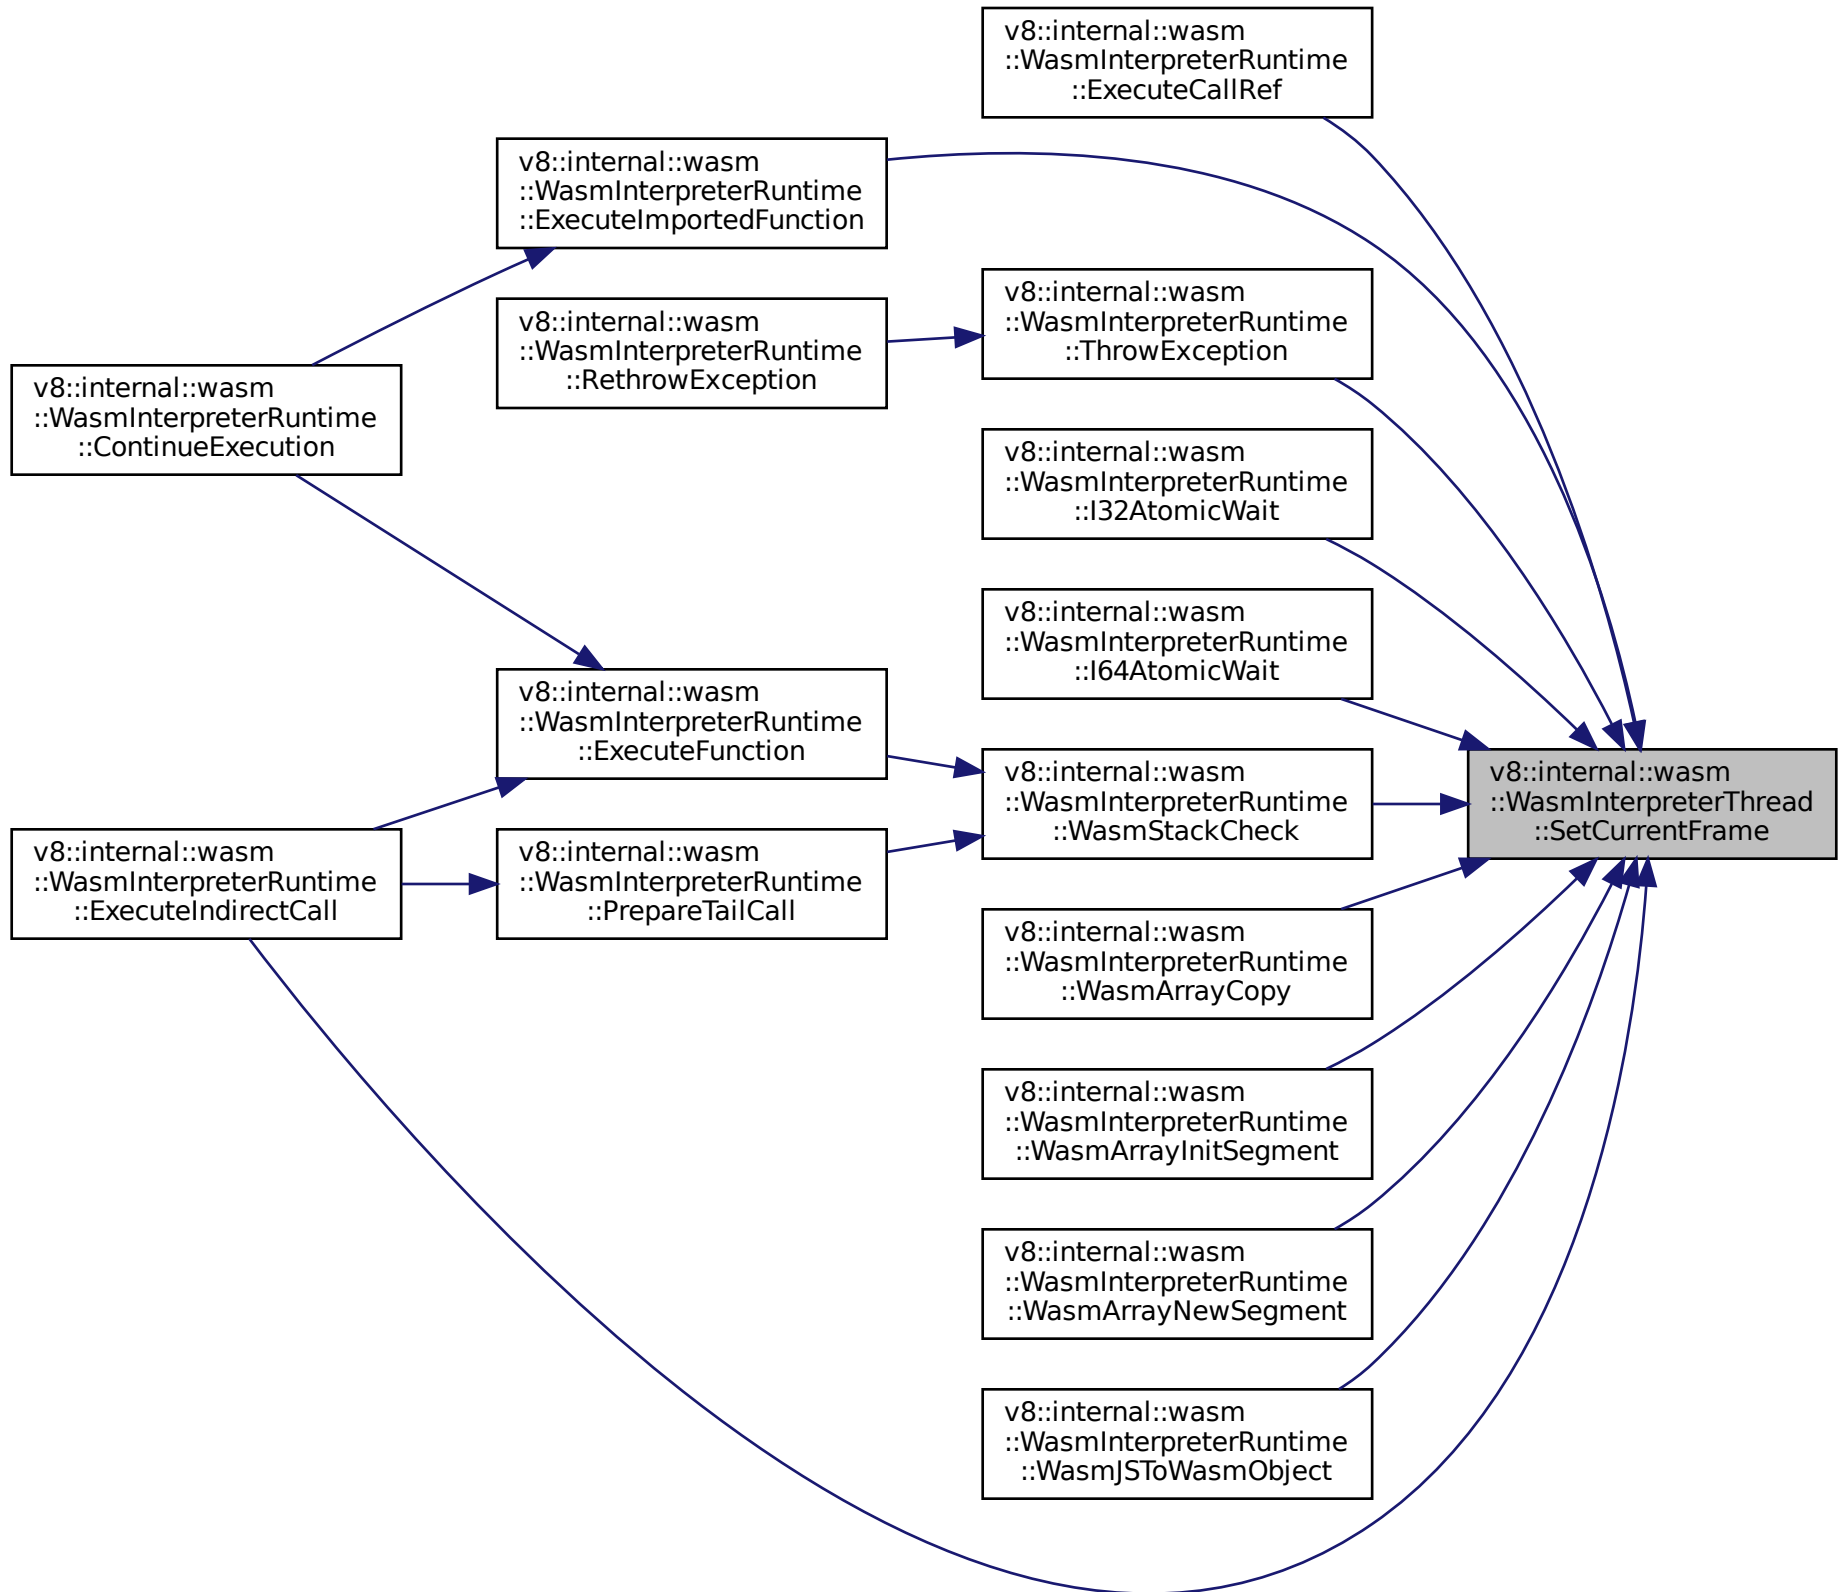 v8::internal::wasm
::WasmInterpreterRuntime
::ExecuteCallRef
v8::internal::wasm
::WasmInterpreterRuntime
::ExecuteImportedFunction
v8::internal::wasm
::WasmInterpreterRuntime
::ThrowException
v8::internal::wasm
::WasmInterpreterRuntime
::RethrowException
v8::internal::wasm
::WasmInterpreterRuntime
::ContinueExecution
v8::internal::wasm
::WasmInterpreterRuntime
::I32AtomicWait
v8::internal::wasm
::WasmInterpreterRuntime
::I64AtomicWait
v8::internal::wasm
::WasmInterpreterRuntime
::ExecuteFunction
v8::internal::wasm
::WasmInterpreterRuntime
::WasmStackCheck
v8::internal::wasm
::WasmInterpreterThread
::SetCurrentFrame
v8::internal::wasm
::WasmInterpreterRuntime
::ExecuteIndirectCall
v8::internal::wasm
::WasmInterpreterRuntime
::PrepareTailCall
v8::internal::wasm
::WasmInterpreterRuntime
::WasmArrayCopy
v8::internal::wasm
::WasmInterpreterRuntime
::WasmArrayInitSegment
v8::internal::wasm
::WasmInterpreterRuntime
::WasmArrayNewSegment
v8::internal::wasm
::WasmInterpreterRuntime
::WasmJSToWasmObject